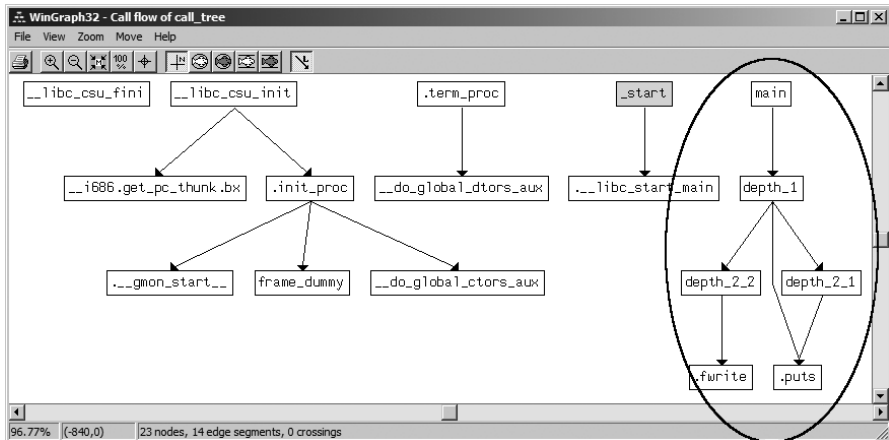 WinGraph32 - Call flow of call_tree
File View Zoom Move Help
100
%
N
__libc_csu_fini
__libc_csu_init
.term_proc
_start
main
__i686.get_pc_thunk.bx
.init_proc
__do_global_dtors_aux
.__libc_start_main
depth_1
.__gmon_start__
frame_dummy
__do_global_ctors_aux
depth_2_2
depth_2_1
.fwrite
.puts
96.77% (-840,0) 23 nodes, 14 edge segments, 0 crossings